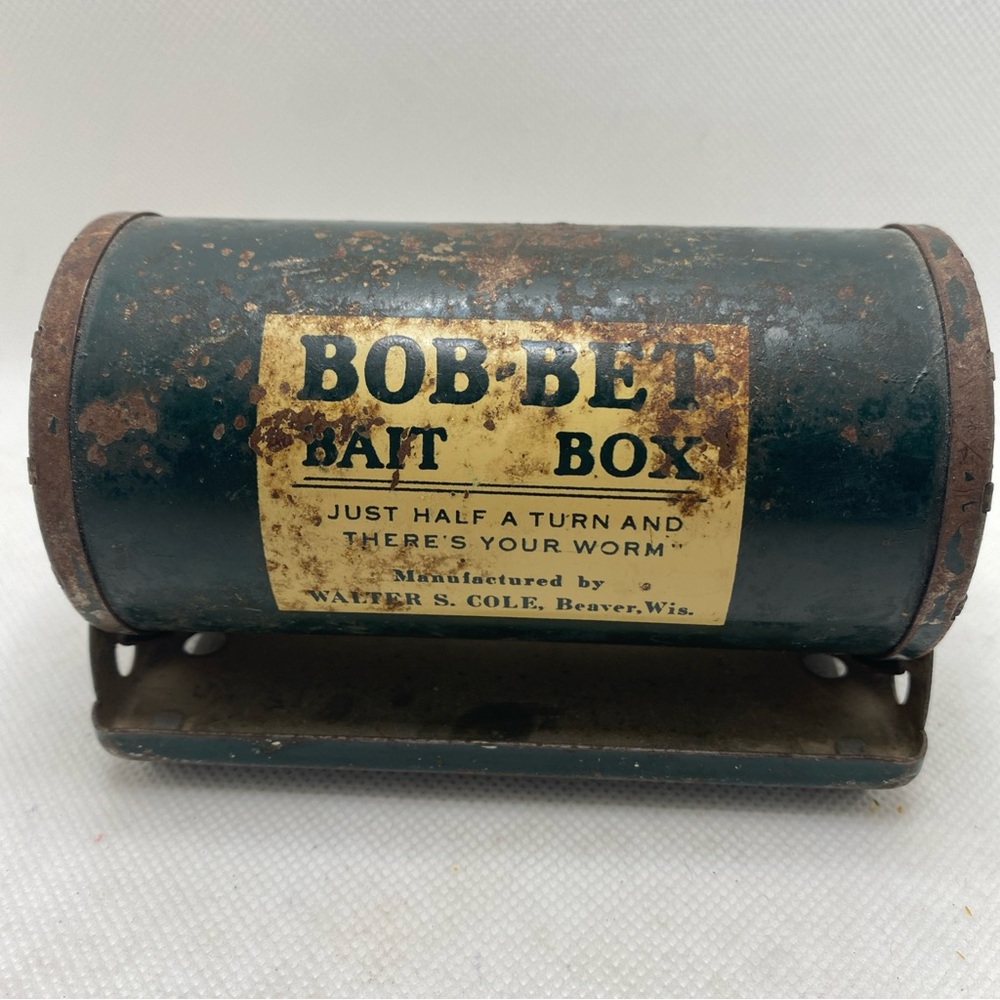 BOB-BET
BAIT BOX
JUST HALF A TURN AND
THERE'S YOUR WORM"
Manufactured by
WALTER S. COLE, Beaver, Wis.